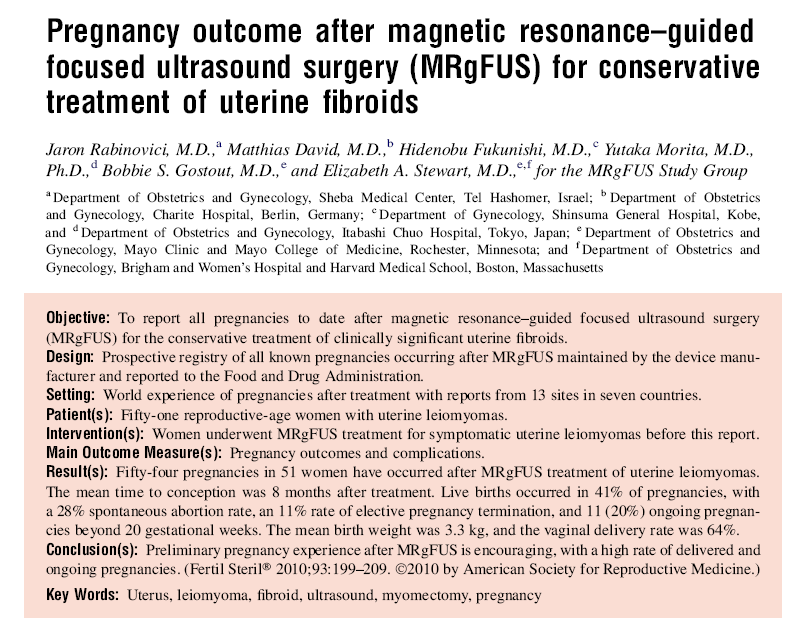 Pregnancy outcome after magnetic resonance–guided
focused ultrasound surgery (MRgFUS) for conservative
treatment of uterine fibroids
Jaron Rabinovici, M.D.,a Matthias David, M.D.,b Hidenobu Fukunishi, M.D.,c Yutaka Morita, M.D.,
Ph.D.,d Bobbie S. Gostout, M.D.,e and Elizabeth A. Stewart, M.D.,e,f for the MRgFUS Study Group
a Department of Obstetrics and Gynecology, Sheba Medical Center, Tel Hashomer, Israel; b Department of Obstetrics
and Gynecology, Charite Hospital, Berlin, Germany; c Department of Gynecology, Shinsuma General Hospital, Kobe,
and d Department of Obstetrics and Gynecology, Itabashi Chuo Hospital, Tokyo, Japan; e Department of Obstetrics and
Gynecology, Mayo Clinic and Mayo College of Medicine, Rochester, Minnesota; and f Department of Obstetrics and
Gynecology, Brigham and Women's Hospital and Harvard Medical School, Boston, Massachusetts
Objective: To report all pregnancies to date after magnetic resonance–guided focused ultrasound surgery
(MRgFUS) for the conservative treatment of clinically significant uterine fibroids.
Design: Prospective registry of all known pregnancies occurring after MRgFUS maintained by the device manu-
facturer and reported to the Food and Drug Administration.
Setting: World experience of pregnancies after treatment with reports from 13 sites in seven countries.
Patient(s): Fifty-one reproductive-age women with uterine leiomyomas.
Intervention(s): Women underwent MRgFUS treatment for symptomatic uterine leiomyomas before this report.
Main Outcome Measure(s): Pregnancy outcomes and complications.
Result(s): Fifty-four pregnancies in 51 women have occurred after MRgFUS treatment of uterine leiomyomas.
The mean time to conception was 8 months after treatment. Live births occurred in 41% of pregnancies, with
a 28% spontaneous abortion rate, an 11% rate of elective pregnancy termination, and 11 (20%) ongoing pregnan-
cies beyond 20 gestational weeks. The mean birth weight was 3.3 kg, and the vaginal delivery rate was 64%.
Conclusion(s): Preliminary pregnancy experience after MRgFUS is encouraging, with a high rate of delivered and
ongoing pregnancies. (Fertil Steril® 2010;93:199–209. ©2010 by American Society for Reproductive Medicine.)
Key Words: Uterus, leiomyoma, fibroid, ultrasound, myomectomy, pregnancy